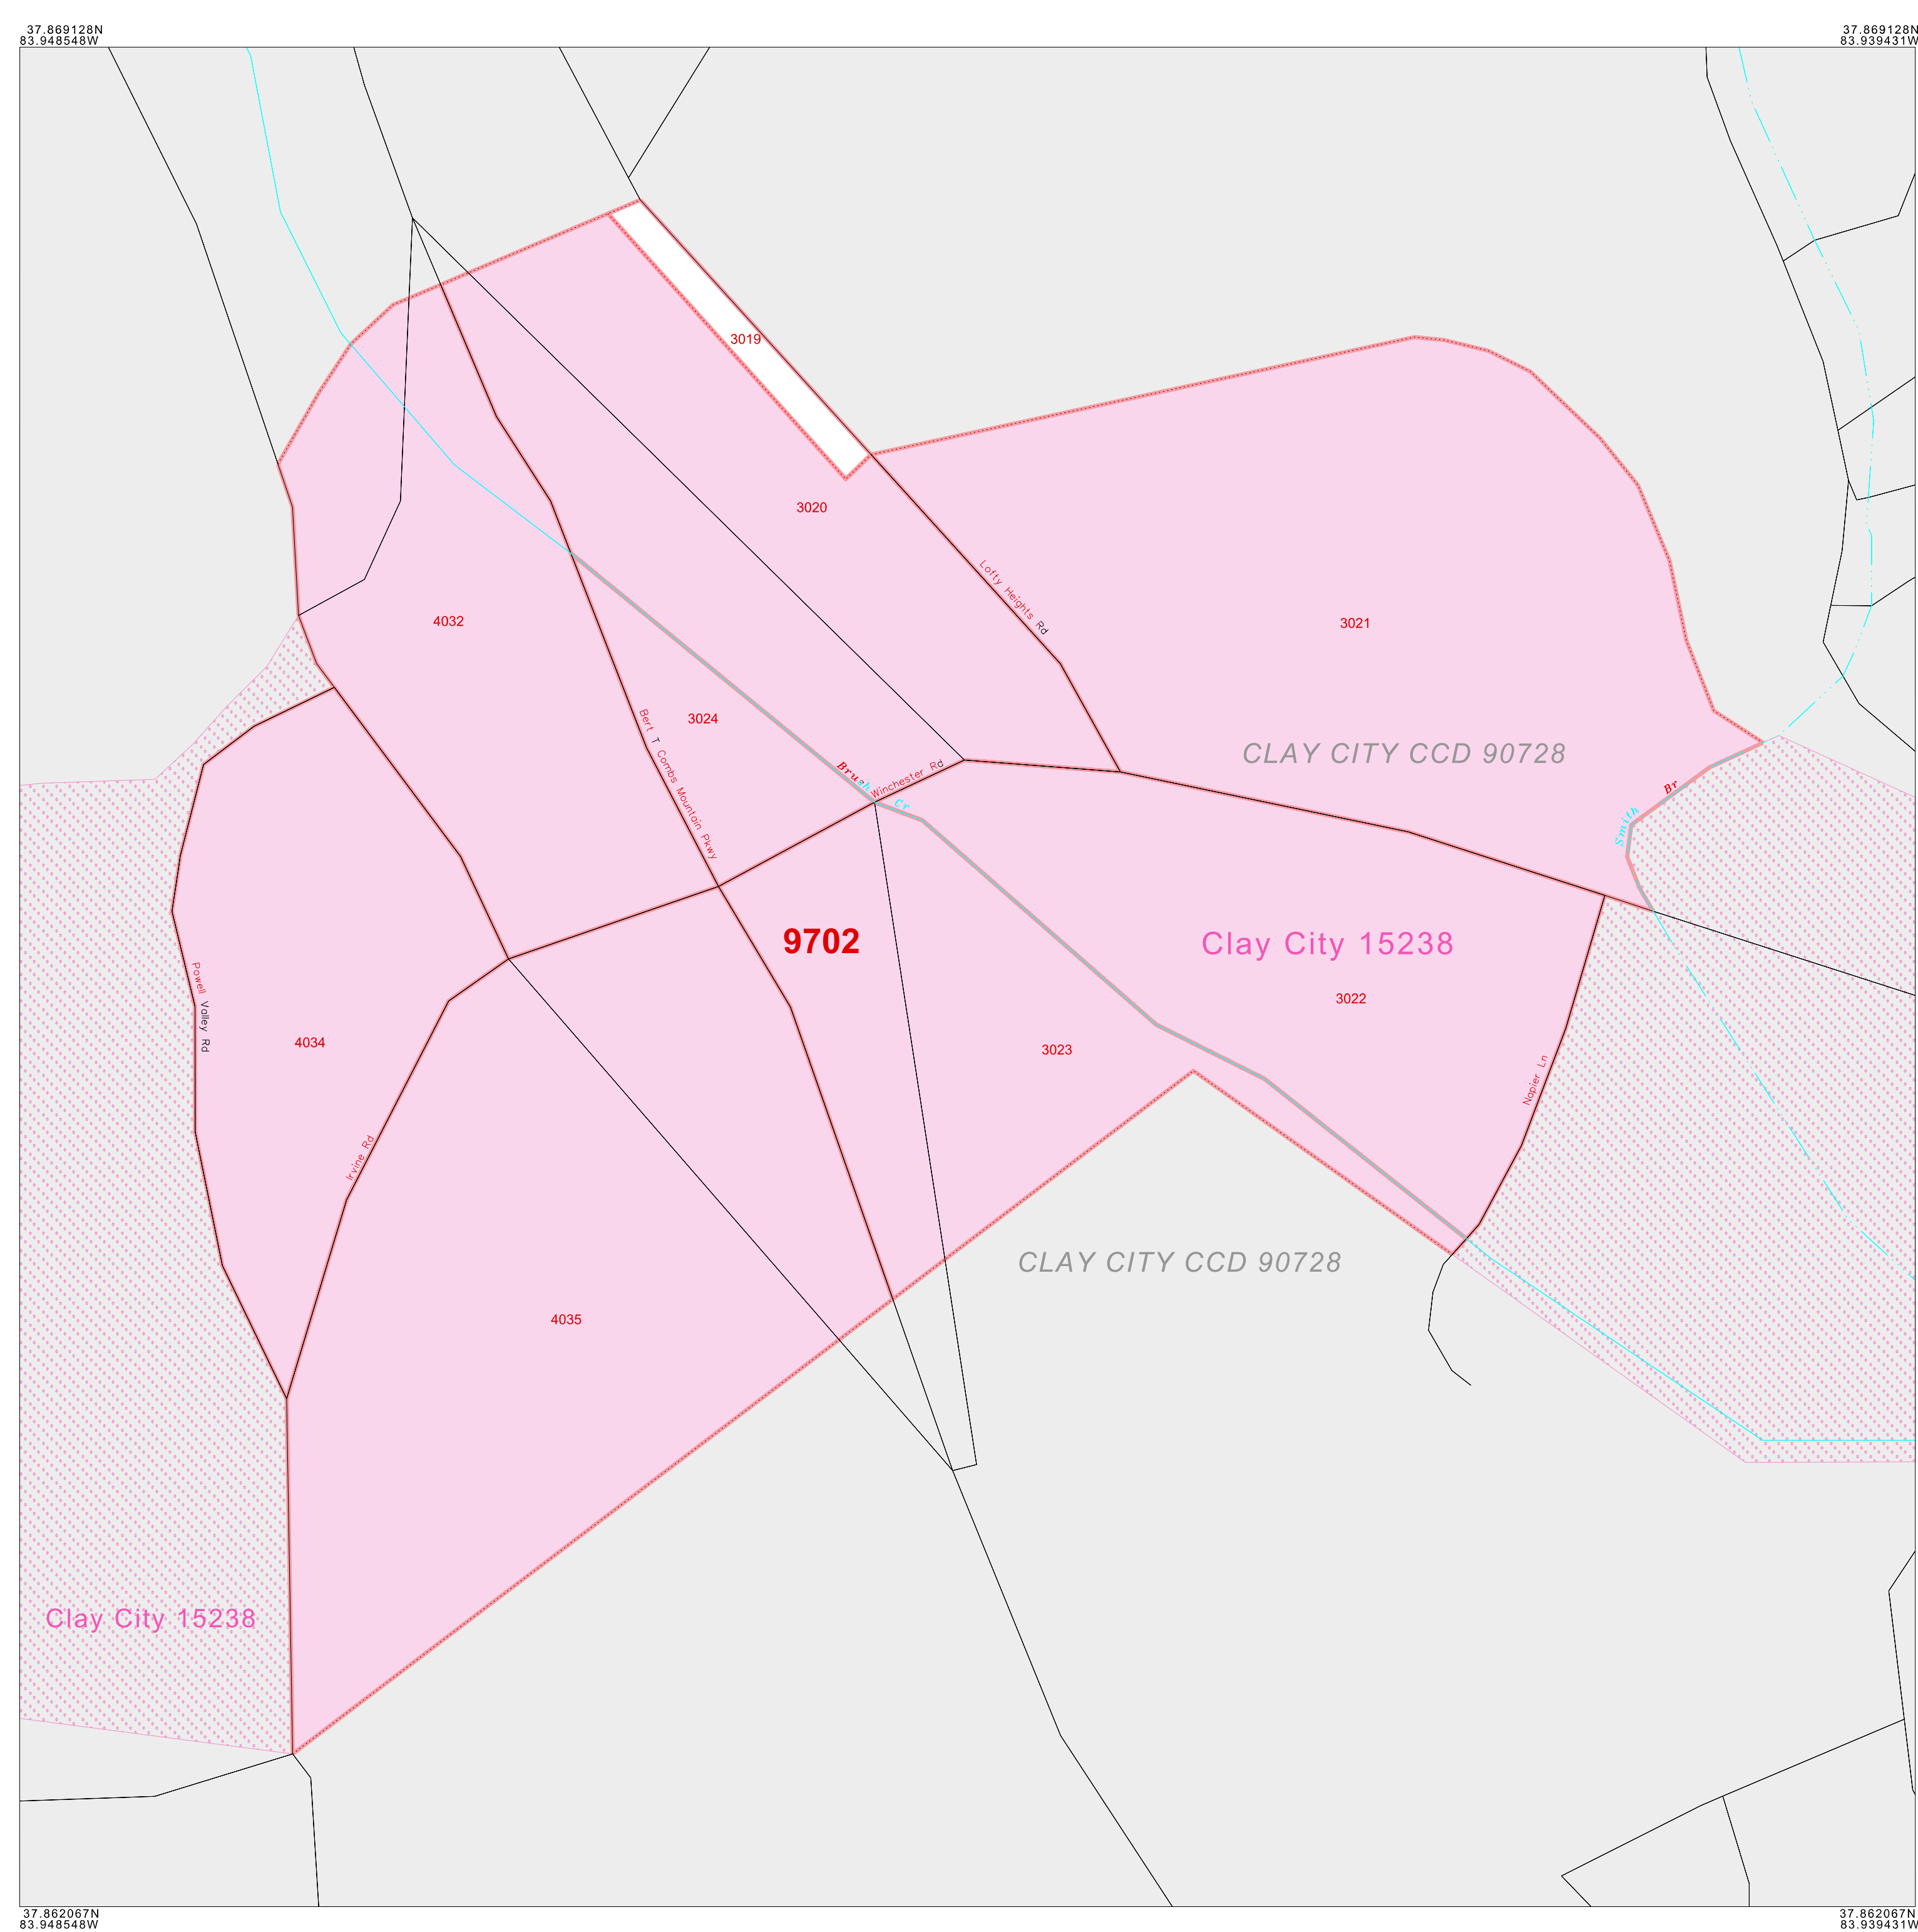 37.869128N
83.948548W
37.869128N
83.939431W
3019
3020
Lofty Heights Rd
4032
3021
3024
Bert T Combs Mountain Pkwy
CLAY CITY CCD 90728
Brush Cr
Winchester Rd
Smith Br
9702
Clay City 15238
3022
Powell Valley Rd
4034
3023
Napier Ln
Irvine Rd
CLAY CITY CCD 90728
4035
Clay City 15238
37.862067N
83.948548W
37.862067N
83.939431W